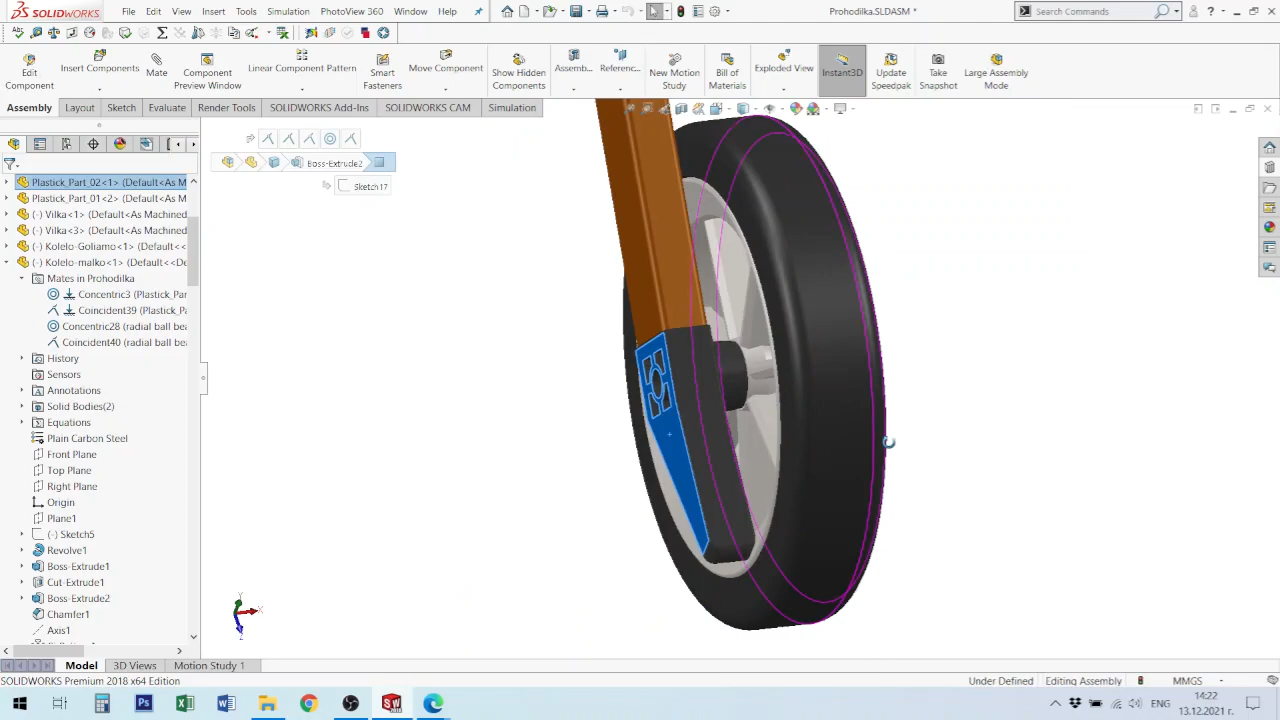 SOLIDWORKS
File Edit View Insert Tools Simulation PhotoView 360 Window Help
Prohodilka.SLDASM *
Search Commands
Edit Component
Insert Components
Mate
Component Preview Window
Linear Component Pattern
Smart Fasteners
Move Component
Show Hidden Components
Assemb...
Referenc...
New Motion Study
Bill of Materials
Exploded View
Instant3D
Update Speedpak
Take Snapshot
Large Assembly Mode
Assembly Layout Sketch Evaluate Render Tools SOLIDWORKS Add-Ins SOLIDWORKS CAM Simulation
Boss-Extrude2
Sketch17
Plastick_Part_02<1> (Default<As M
Plastick_Part_01<2> (Default<As M
(-) Vilka<1> (Default<As Machined
(-) Vilka<3> (Default<As Machined
(-) Kolelo-Goliamo<1> (Default<<
(-) Kolelo-malko<1> (Default<<De
Mates in Prohodilka
Concentric3 (Plastick_Par
Coincident39 (Plastick_P
Concentric28 (radial ball bea
Coincident40 (radial ball bea
History
Sensors
Annotations
Solid Bodies(2)
Equations
Plain Carbon Steel
Front Plane
Top Plane
Right Plane
Origin
Plane1
(-) Sketch5
Revolve1
Boss-Extrude1
Cut-Extrude1
Boss-Extrude2
Chamfer1
Axis1
Y
X
Z
Model 3D Views Motion Study 1
SOLIDWORKS Premium 2018 x64 Edition
Under Defined Editing Assembly MMGS
ЕНГ
14:22
13.12.2021 г.